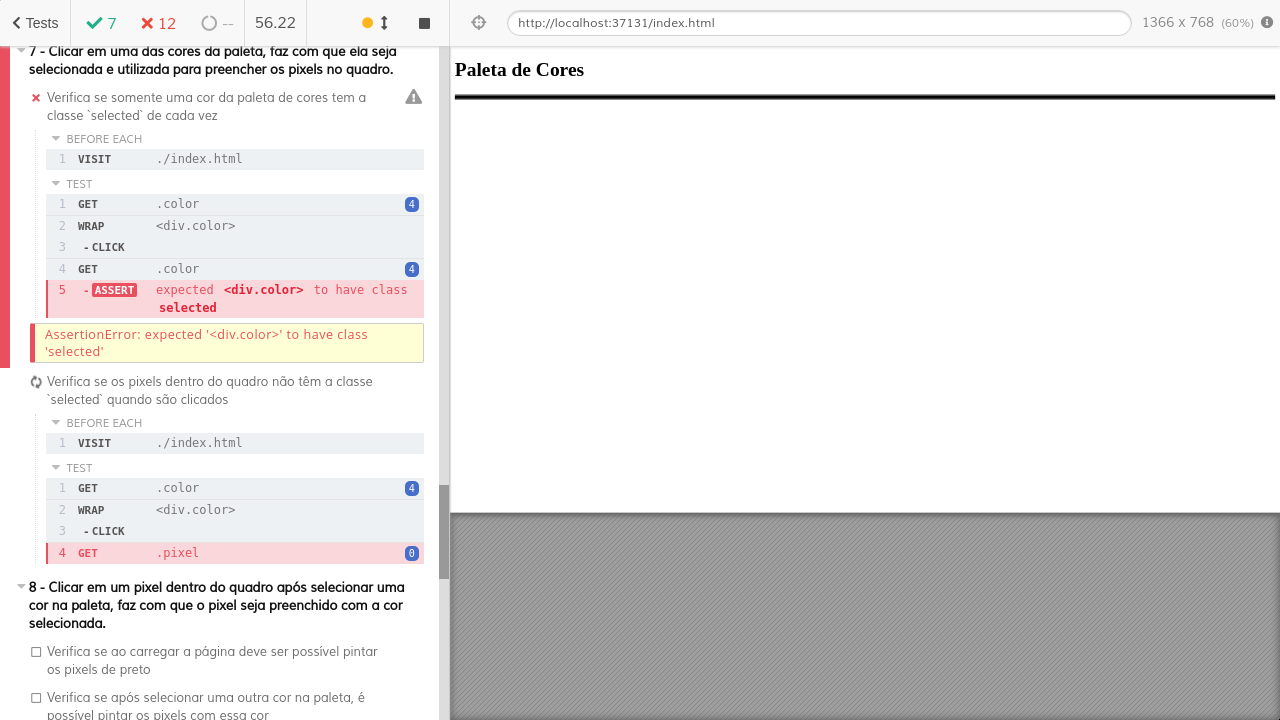 Tests 7 12 -- 56.22 http://localhost:37131/index.html 1366 x 768 (60%)
7 - Clicar em uma das cores da paleta, faz com que ela seja
selecionada e utilizada para preencher os pixels no quadro.
Verifica se somente uma cor da paleta de cores tem a
classe `selected` de cada vez
BEFORE EACH
1 VISIT ./index.html
TEST
1 GET .color 4
2 WRAP <div.color>
3 - CLICK
4 GET .color 4
5 - ASSERT expected <div.color> to have class
selected
AssertionError: expected '<div.color>' to have class
'selected'
Verifica se os pixels dentro do quadro não têm a classe
`selected` quando são clicados
BEFORE EACH
1 VISIT ./index.html
TEST
1 GET .color 4
2 WRAP <div.color>
3 - CLICK
4 GET .pixel 0
8 - Clicar em um pixel dentro do quadro após selecionar uma
cor na paleta, faz com que o pixel seja preenchido com a cor
selecionada.
Verifica se ao carregar a página deve ser possível pintar
os pixels de preto
Verifica se após selecionar uma outra cor na paleta, é
possível pintar os pixels com essa cor
Paleta de Cores